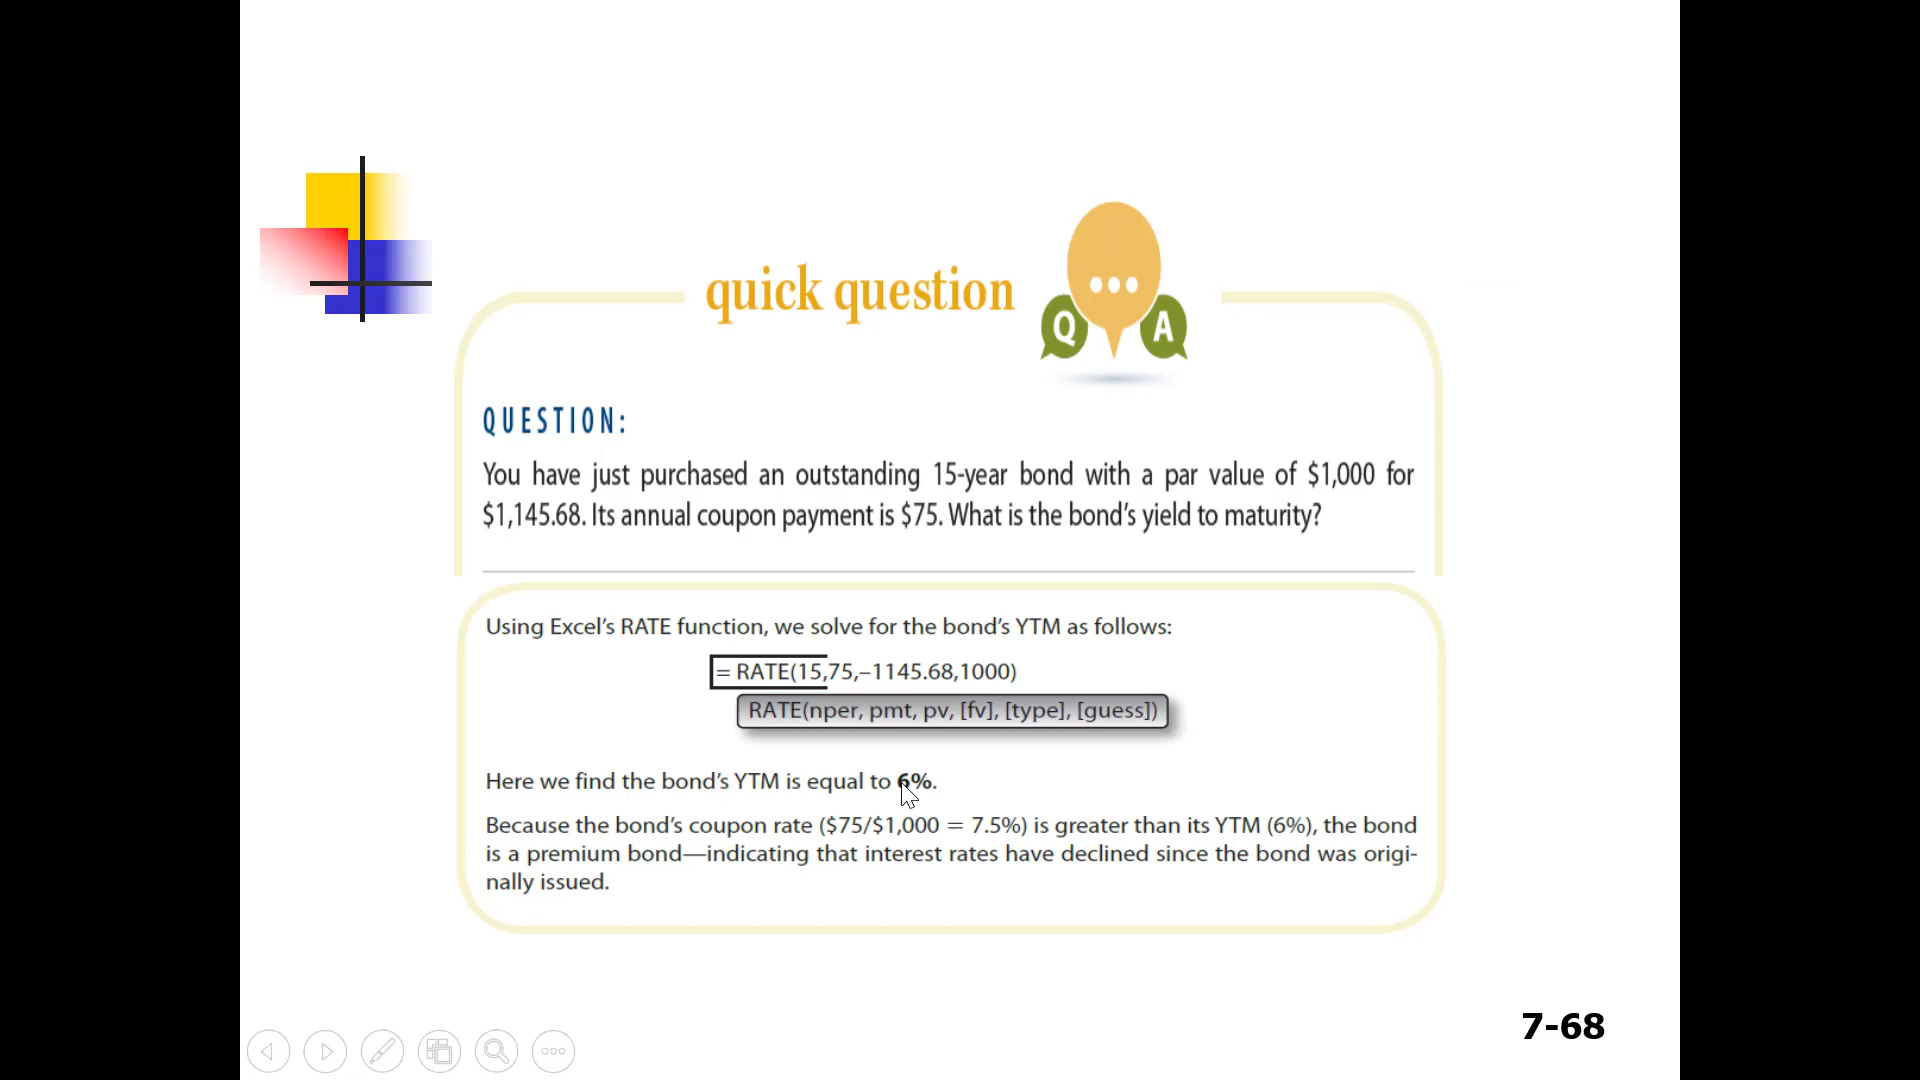 quick question
Q A
QUESTION:
You have just purchased an outstanding 15-year bond with a par value of $1,000 for
$1,145.68. Its annual coupon payment is $75. What is the bond’s yield to maturity?
Using Excel’s RATE function, we solve for the bond’s YTM as follows:
= RATE(15,75,–1145.68,1000)
RATE(nper, pmt, pv, [fv], [type], [guess])
Here we find the bond’s YTM is equal to 6%.
Because the bond’s coupon rate ($75/$1,000 = 7.5%) is greater than its YTM (6%), the bond
is a premium bond—indicating that interest rates have declined since the bond was origi-
nally issued.
7-68